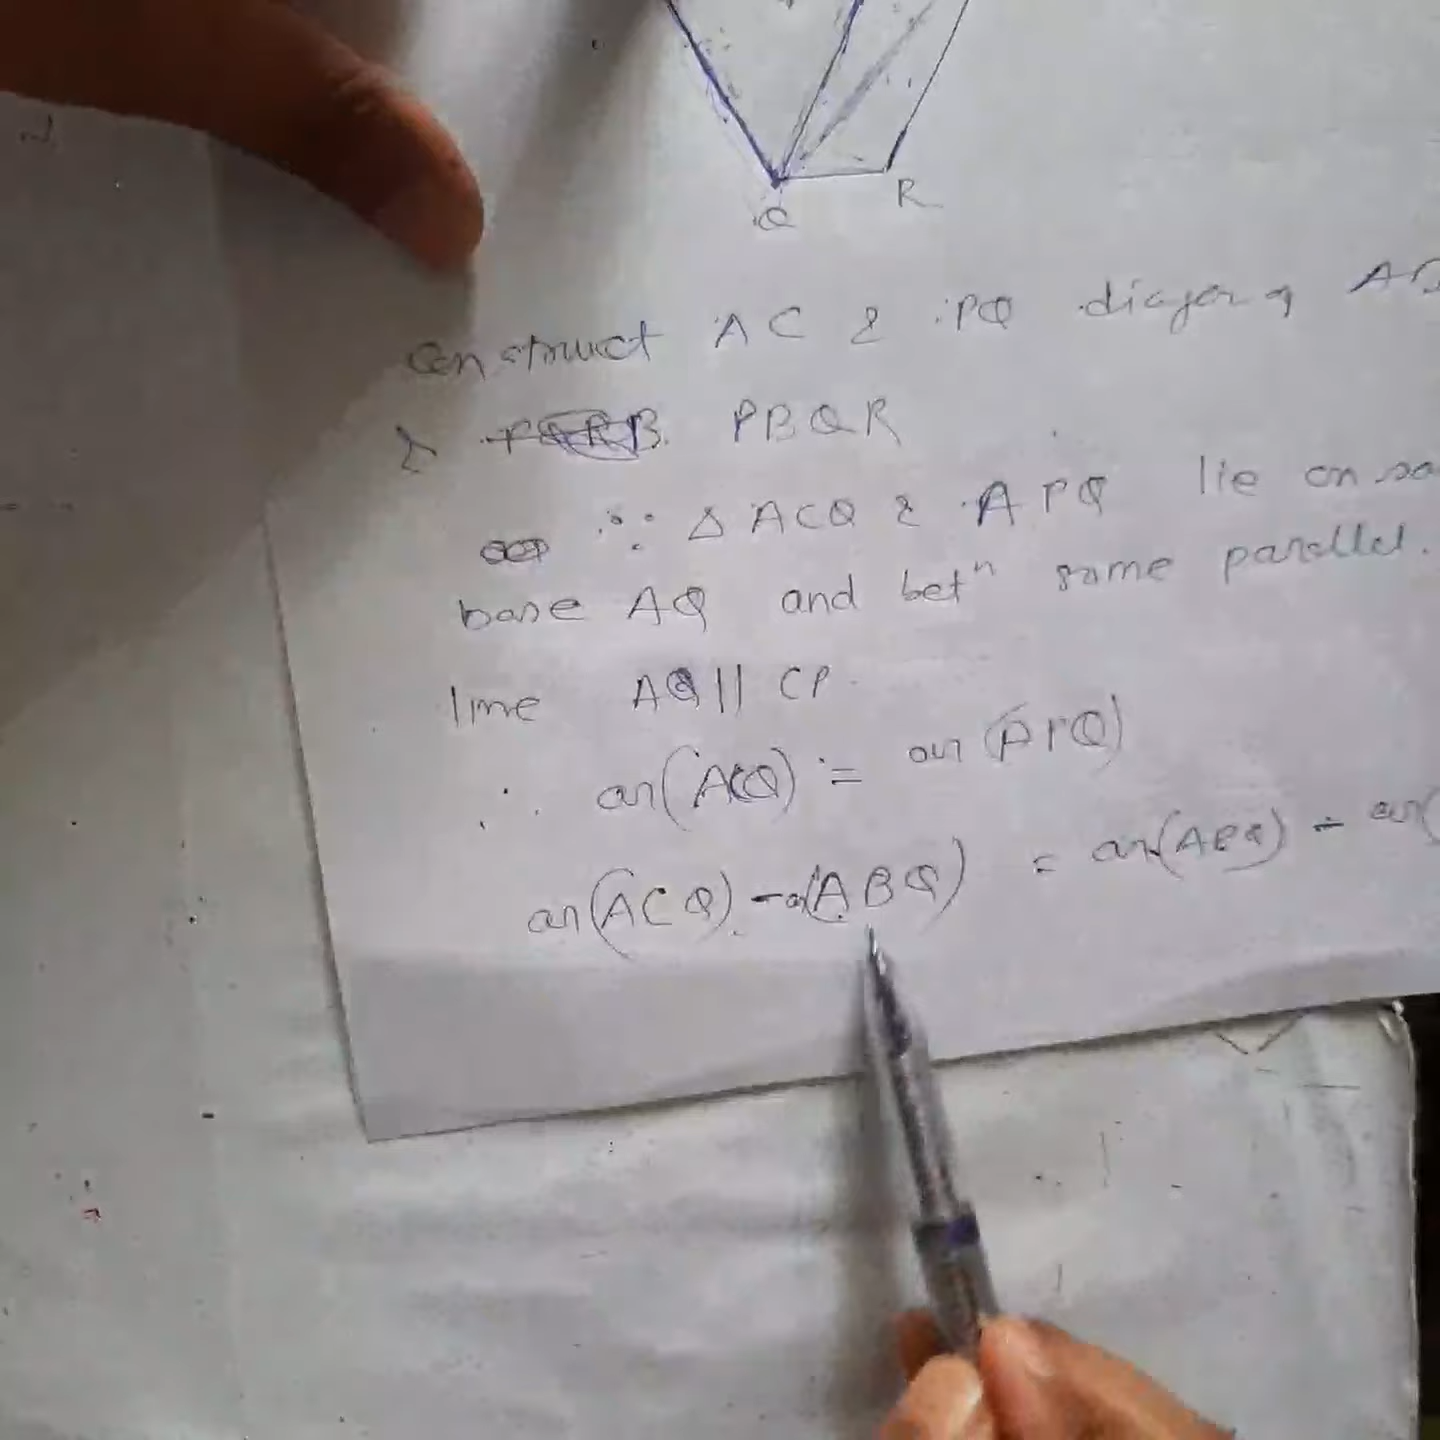 Q
R
construct AC & PQ
PBQR
∵ Δ ACQ & APQ lie on
base AQ and betⁿ same parallel.
line AQ || CP
∴ ar(ACQ) = ar(APQ)
ar(ACQ) - ar(ABQ) = ar(APQ) - ar(